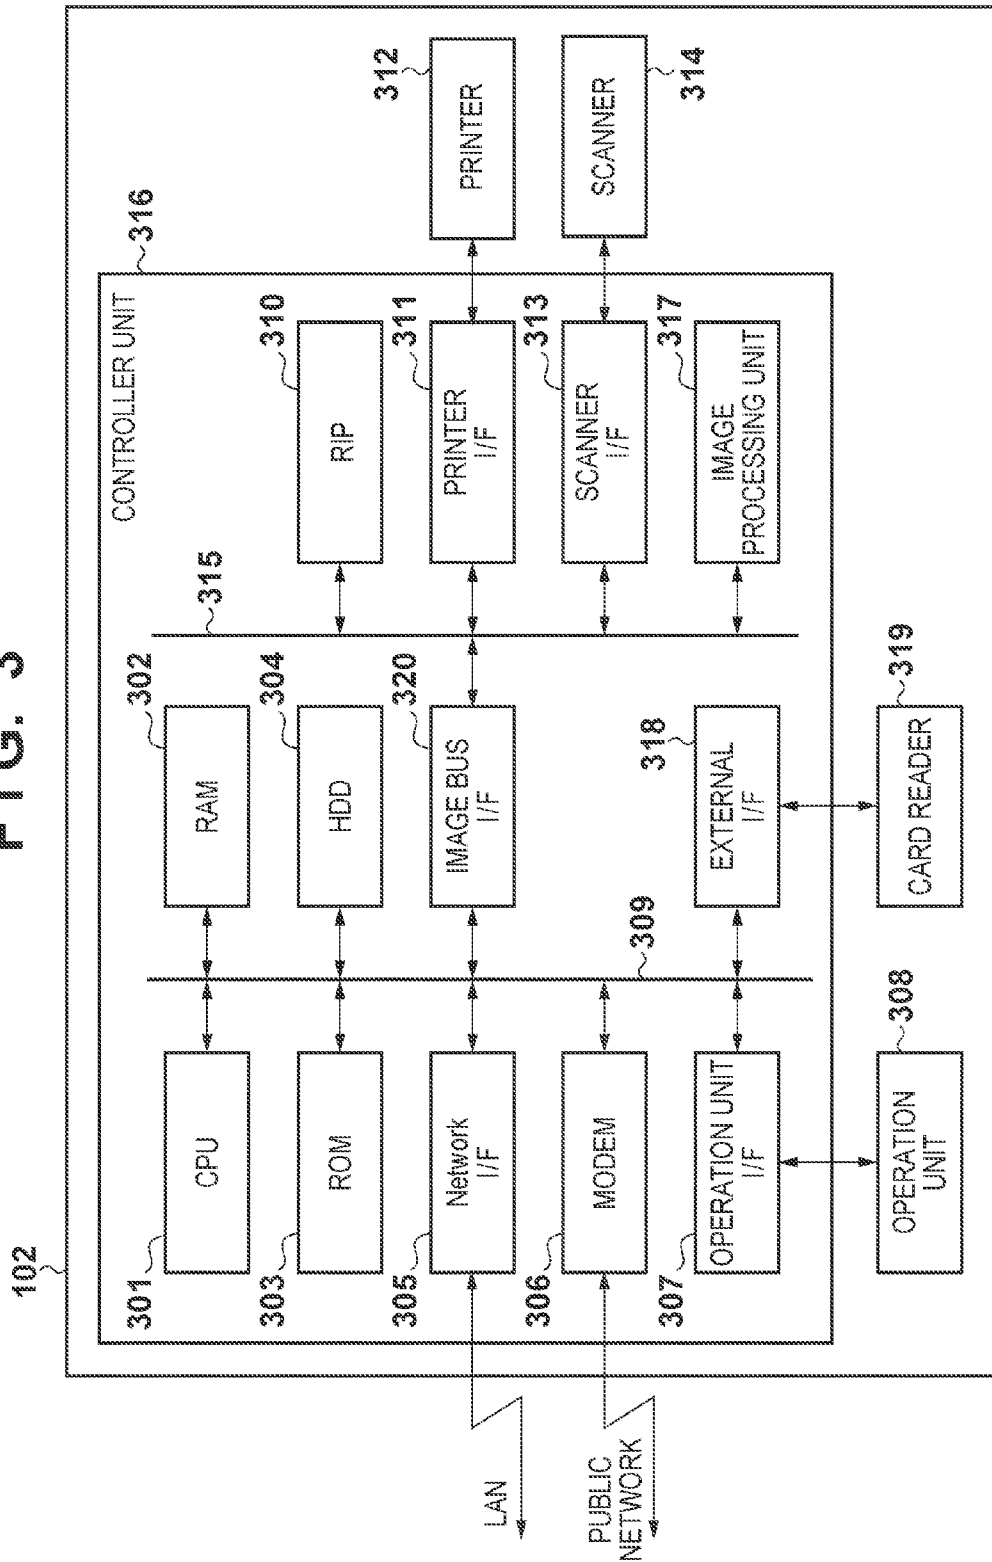 FIG. 3
102
CONTROLLER UNIT
316
301
CPU
RAM
302
315
303
ROM
HDD
304
RIP
310
305
Network
I/F
IMAGE BUS
I/F
320
PRINTER
I/F
311
PRINTER
312
LAN
306
MODEM
309
SCANNER
I/F
313
SCANNER
314
PUBLIC
NETWORK
307
OPERATION UNIT
I/F
EXTERNAL
I/F
318
IMAGE
PROCESSING UNIT
317
OPERATION
UNIT
308
CARD READER
319